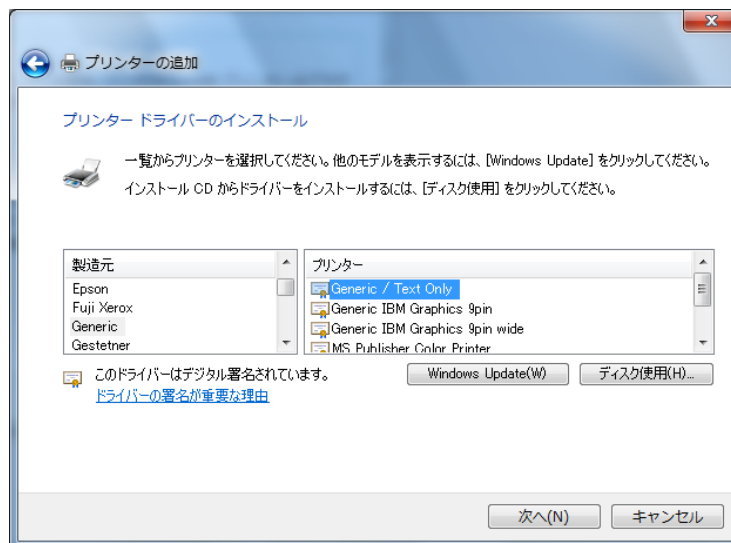 プリンターの追加
プリンター ドライバーのインストール
一覧からプリンターを選択してください。他のモデルを表示するには、[Windows Update] をクリックしてください。
インストール CD からドライバーをインストールするには、[ディスク使用] をクリックしてください。
製造元
Epson
Fuji Xerox
Generic
Gestetner
プリンター
Generic / Text Only
Generic IBM Graphics 9pin
Generic IBM Graphics 9pin wide
MS Publisher Color Printer
このドライバーはデジタル署名されています。
ドライバーの署名が重要な理由
Windows Update(W)
ディスク使用(H)...
次へ(N)
キャンセル